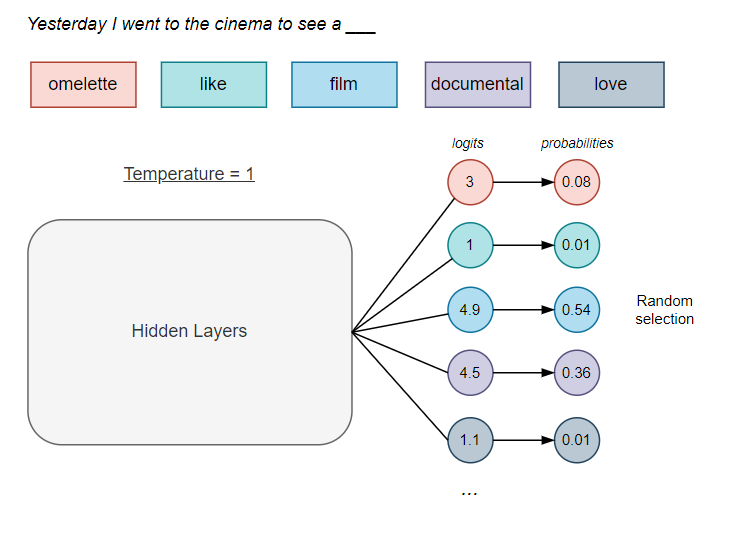 Yesterday I went to the cinema to see a ___
omelette like film documental love
logits probabilities
Temperature = 1
3 0.08
1 0.01
4.9 0.54
Random
selection
Hidden Layers
4.5 0.36
1.1 0.01
...